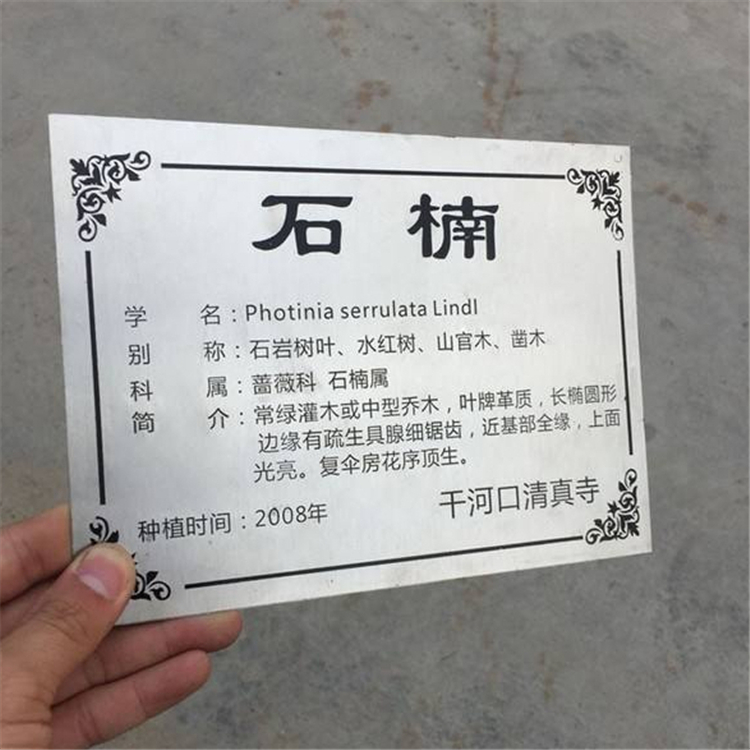 石楠
学 名：Photinia serrulata Lindl
别 称：石岩树叶、水红树、山官木、凿木
科 属：蔷薇科 石楠属
简 介：常绿灌木或中型乔木，叶牌革质，长椭圆形，
边缘有疏生具腺细锯齿，近基部全缘，上面
光亮。复伞房花序顶生。
种植时间：2008年
干河口清真寺